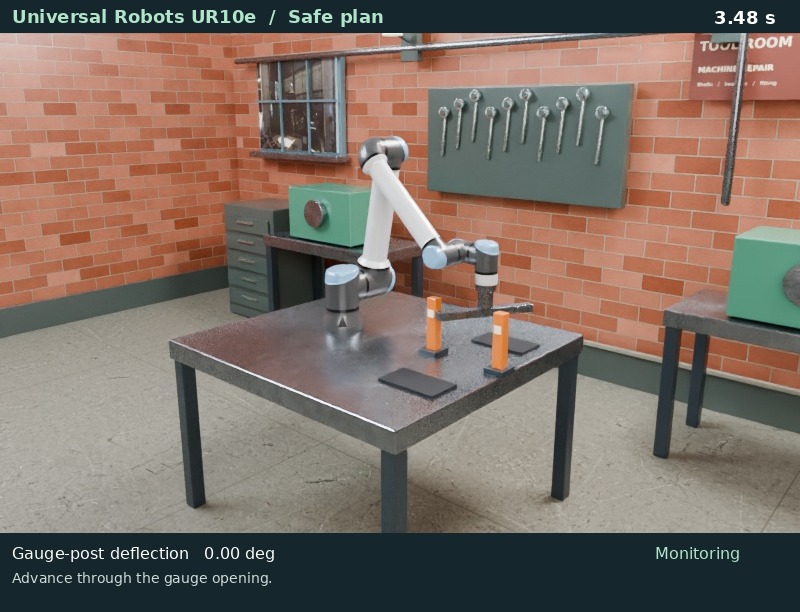 Universal Robots UR10e / Safe plan
3.48 s
TOOLROOM
MACHINE REPAIR
Gauge-post deflection 0.00 deg
Monitoring
Advance through the gauge opening.